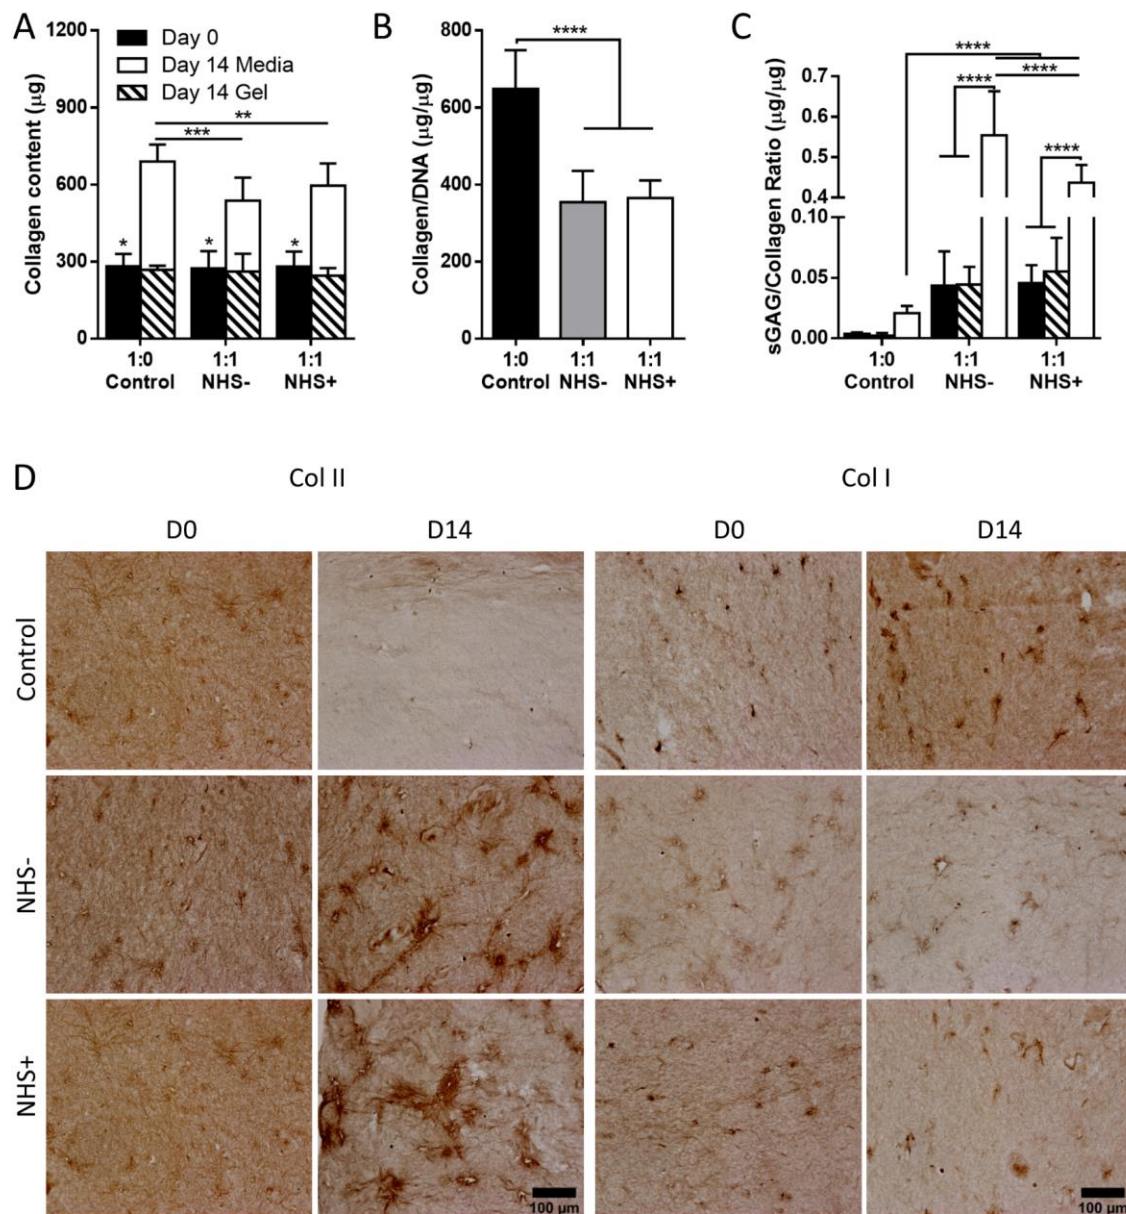 A
Collagen content (µg)
1200
900
600
300
0
Day 0
Day 14 Media
Day 14 Gel
**
***
* * *
1:0 1:1 1:1
Control NHS- NHS+
B
Collagen/DNA (µg/µg)
800
600
400
200
0
****
1:0 1:1 1:1
Control NHS- NHS+
C
sGAG/Collagen Ratio (µg/µg)
0.7
0.6
0.5
0.4
0.10
0.05
0.00
****
**** ****
****
1:0 1:1 1:1
Control NHS- NHS+
D
Col II Col I
D0 D14 D0 D14
Control
NHS-
NHS+
100 µm 100 µm